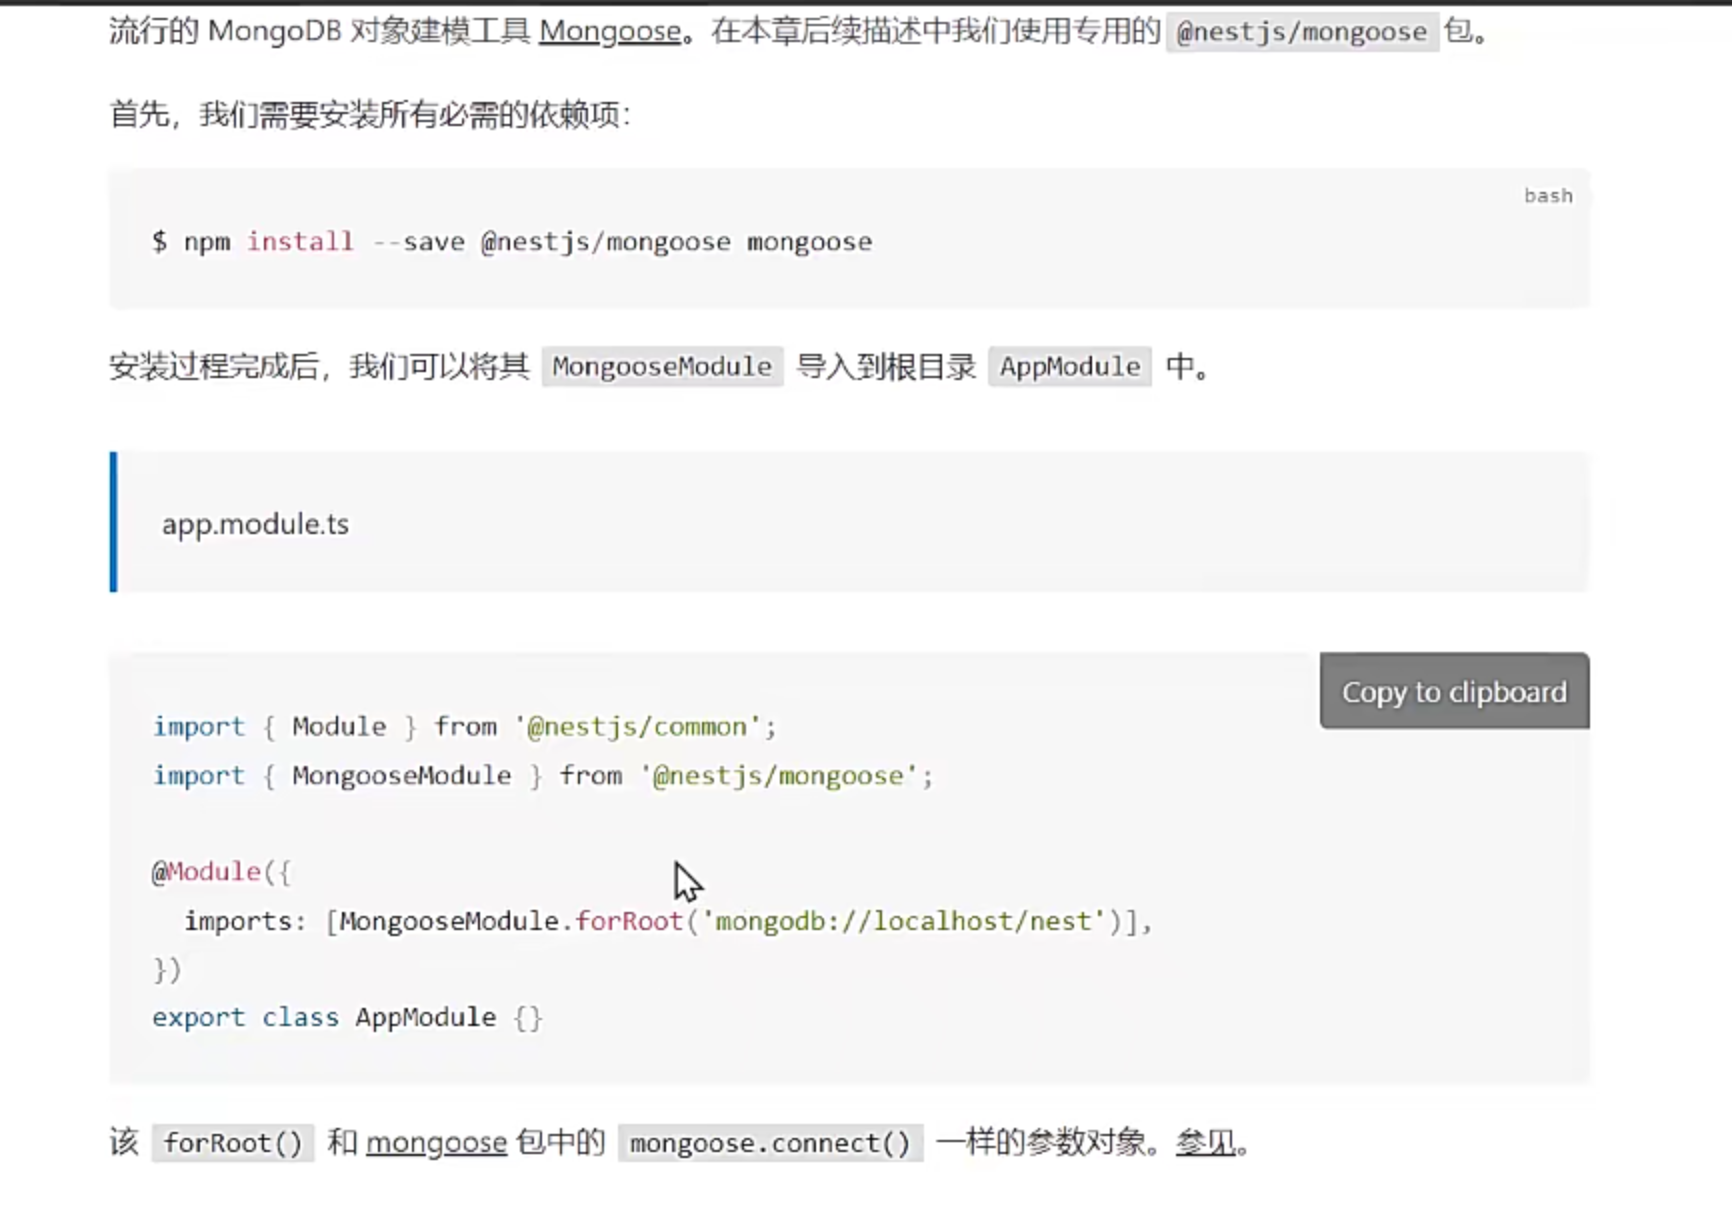 流行的 MongoDB 对象建模工具 Mongoose。在本章后续描述中我们使用专用的 @nestjs/mongoose 包。
首先，我们需要安装所有必需的依赖项：
bash
$ npm install --save @nestjs/mongoose mongoose
安装过程完成后，我们可以将其 MongooseModule 导入到根目录 AppModule 中。
app.module.ts
Copy to clipboard
import { Module } from '@nestjs/common';
import { MongooseModule } from '@nestjs/mongoose';
@Module({
  imports: [MongooseModule.forRoot('mongodb://localhost/nest')],
})
export class AppModule {}
该 forRoot() 和 mongoose 包中的 mongoose.connect() 一样的参数对象。参见。